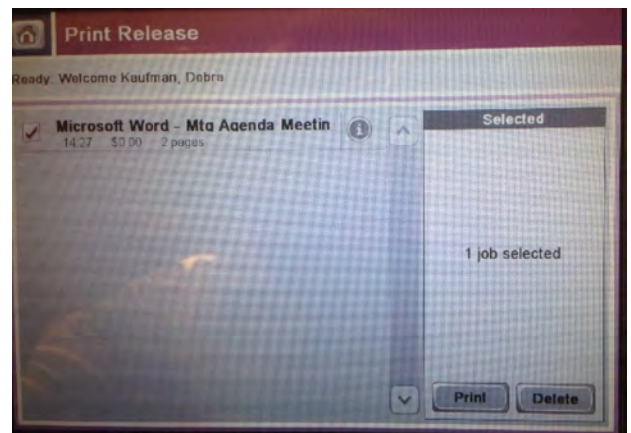 Print Release
Ready. Welcome Kaufman, Debra
Microsoft Word - Mtg Agenda Meetin
14:27 $0.00 2 pages
Selected
1 job selected
Print
Delete